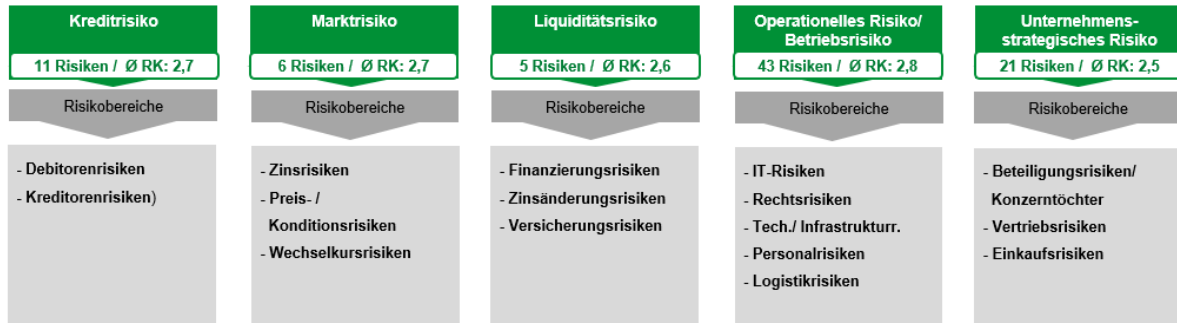 Kreditrisiko
11 Risiken / Ø RK: 2,7
Risikobereiche
- Debitorenrisiken
- Kreditorenrisiken)
Marktrisiko
6 Risiken / Ø RK: 2,7
Risikobereiche
- Zinsrisiken
- Preis- /
Konditionsrisiken
- Wechselkursrisiken
Liquiditätsrisiko
5 Risiken / Ø RK: 2,6
Risikobereiche
- Finanzierungsrisiken
- Zinsänderungsrisiken
- Versicherungsrisiken
Operationelles Risiko/
Betriebsrisiko
43 Risiken / Ø RK: 2,8
Risikobereiche
- IT-Risiken
- Rechtsrisiken
- Tech./ Infrastrukturr.
- Personalrisiken
- Logistikrisiken
Unternehmens-
strategisches Risiko
21 Risiken / Ø RK: 2,5
Risikobereiche
- Beteiligungsrisiken/
Konzerntöchter
- Vertriebsrisiken
- Einkaufsrisiken